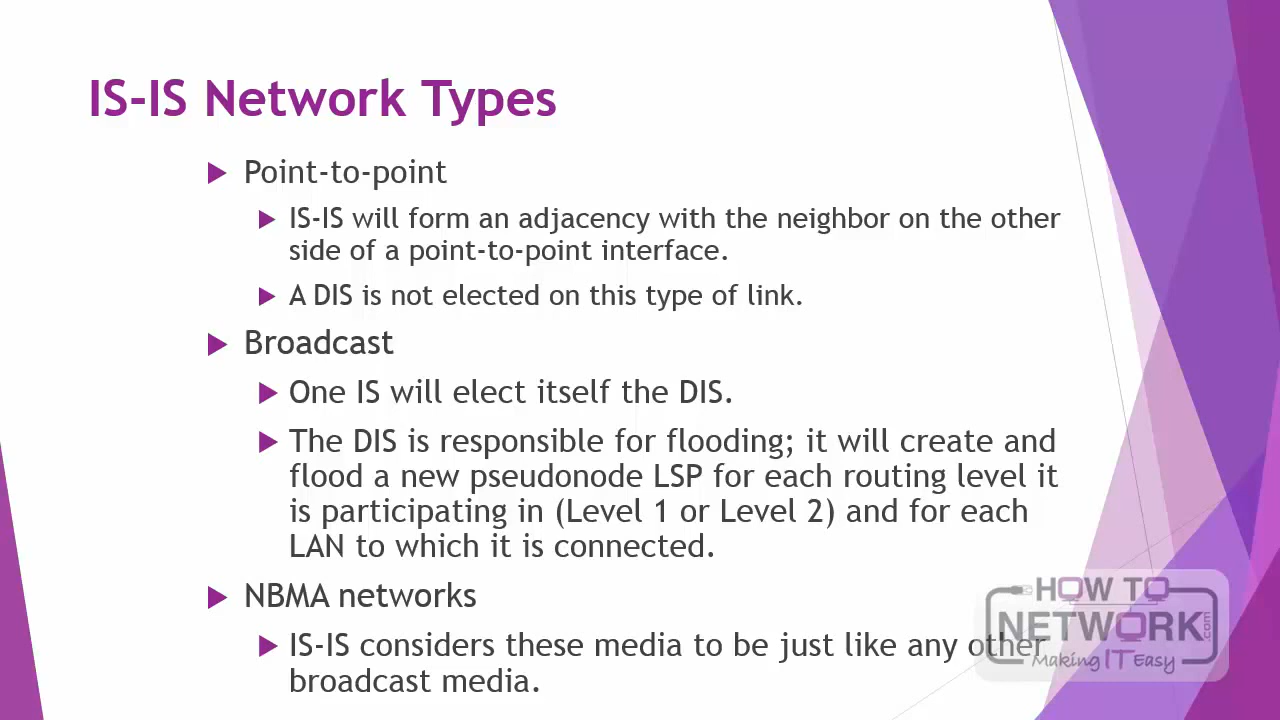 IS-IS Network Types
Point-to-point
IS-IS will form an adjacency with the neighbor on the other
side of a point-to-point interface.
A DIS is not elected on this type of link.
Broadcast
One IS will elect itself the DIS.
The DIS is responsible for flooding; it will create and
flood a new pseudonode LSP for each routing level it
is participating in (Level 1 or Level 2) and for each
LAN to which it is connected.
NBMA networks
IS-IS considers these media to be just like any other
broadcast media.
HOW TO
NETWORK.com
Making IT Easy